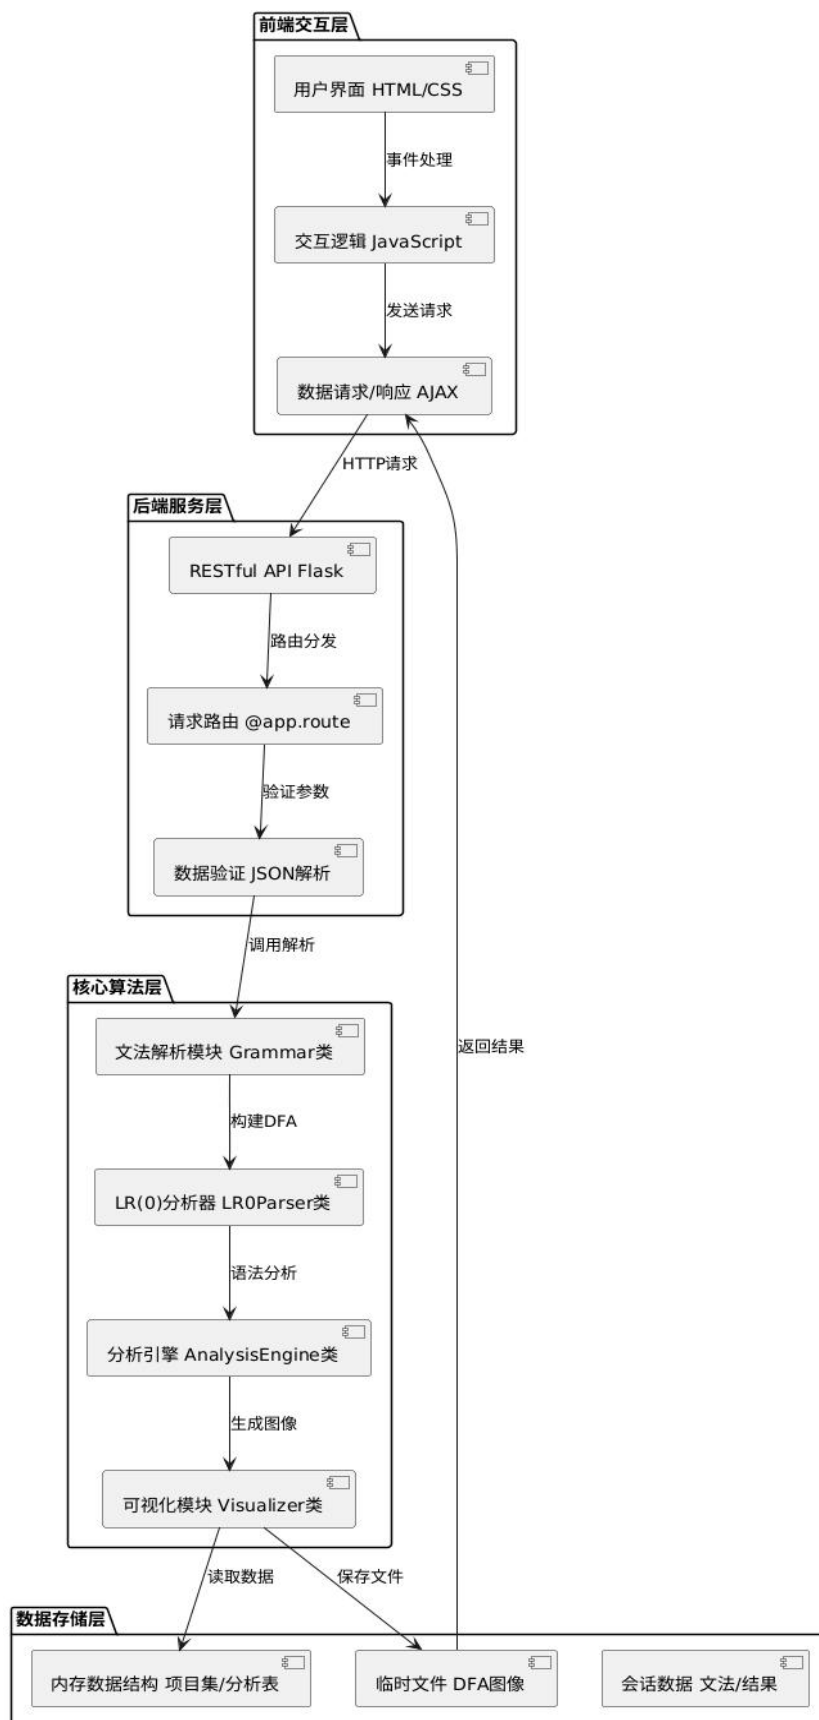 前端交互层
用户界面 HTML/CSS
事件处理
交互逻辑 JavaScript
发送请求
数据请求/响应 AJAX
HTTP请求
后端服务层
RESTful API Flask
路由分发
请求路由 @app.route
验证参数
数据验证 JSON解析
调用解析
核心算法层
文法解析模块 Grammar类
返回结果
构建DFA
LR(0)分析器 LR0Parser类
语法分析
分析引擎 AnalysisEngine类
生成图像
可视化模块 Visualizer类
读取数据
保存文件
数据存储层
内存数据结构 项目集/分析表
临时文件 DFA图像
会话数据 文法/结果